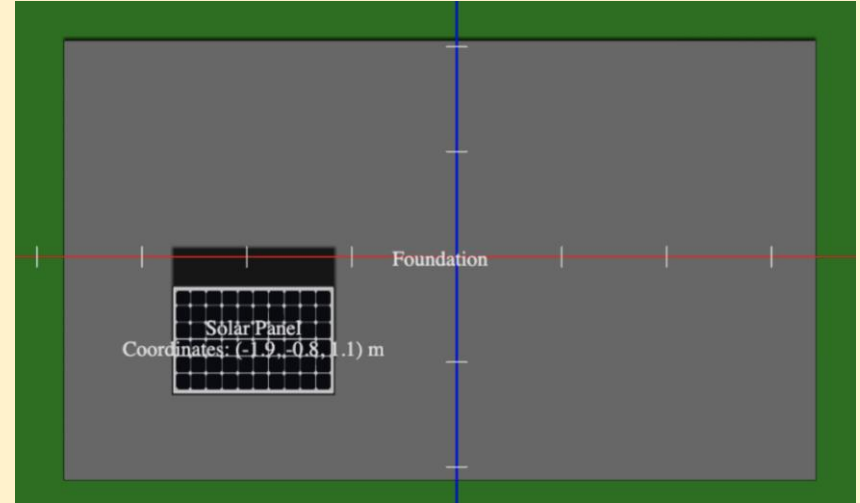 Foundation
Solar Panel
Coordinates: (-1.9, -0.8, 1.1) m